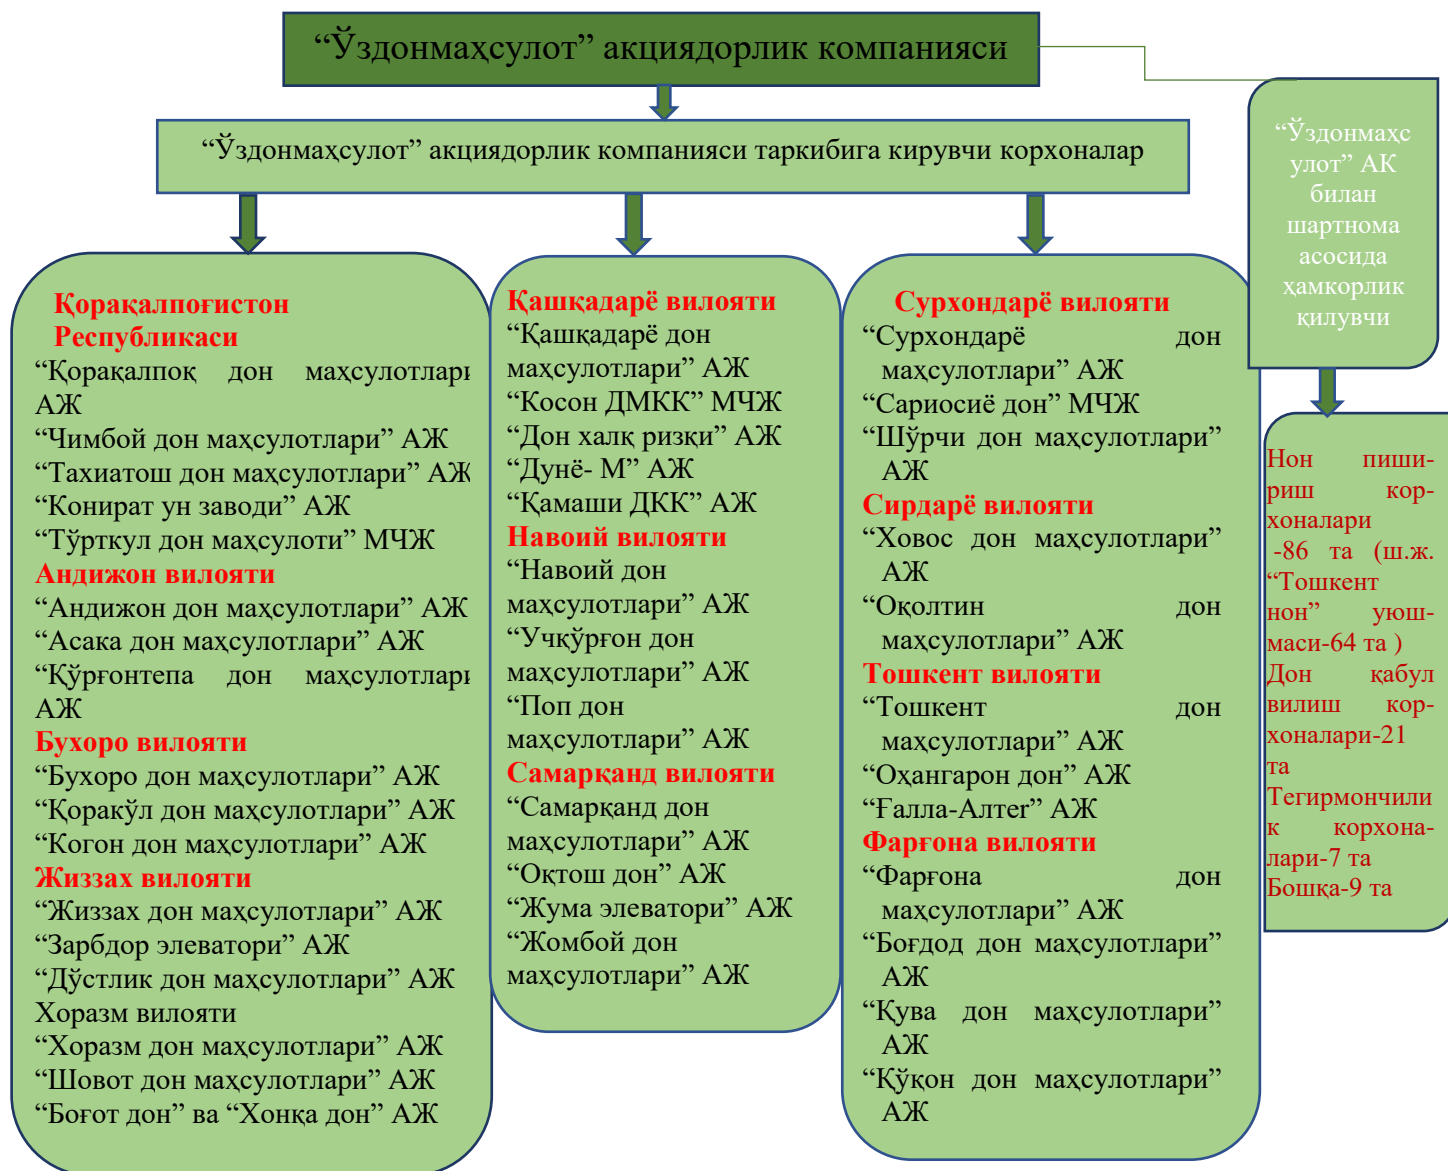 “Ўздонмаҳсулот” акциядорлик компанияси
“Ўздонмаҳсулот” акциядорлик компанияси таркибига кирувчи корхоналар
Қорақалпоғистон
Республикаси
“Қорақалпоқ дон маҳсулотлари
АЖ
“Чимбой дон маҳсулотлари” АЖ
“Тахиатош дон маҳсулотлари” АЖ
“Конират ун заводи” АЖ
“Тўрткул дон маҳсулоти” МЧЖ
Андижон вилояти
“Андижон дон маҳсулотлари” АЖ
“Асака дон маҳсулотлари” АЖ
“Қўрғонтепа дон маҳсулотлари
АЖ
Бухоро вилояти
“Бухоро дон маҳсулотлари” АЖ
“Қоракўл дон маҳсулотлари” АЖ
“Когон дон маҳсулотлари” АЖ
Жиззах вилояти
“Жиззах дон маҳсулотлари” АЖ
“Зарбдор элеватори” АЖ
“Дўстлик дон маҳсулотлари” АЖ
Хоразм вилояти
“Хоразм дон маҳсулотлари” АЖ
“Шовот дон маҳсулотлари” АЖ
“Боғот дон” ва “Хонқа дон” АЖ
Қашқадарё вилояти
“Қашқадарё дон
маҳсулотлари” АЖ
“Косон ДМКК” МЧЖ
“Дон халқ ризқи” АЖ
“Дунё- М” АЖ
“Қамаши ДКК” АЖ
Навоий вилояти
“Навоий дон
маҳсулотлари” АЖ
“Учқўрғон дон
маҳсулотлари” АЖ
“Поп дон
маҳсулотлари” АЖ
Самарқанд вилояти
“Самарқанд дон
маҳсулотлари” АЖ
“Оқтош дон” АЖ
“Жума элеватори” АЖ
“Жомбой дон
маҳсулотлари” АЖ
Сурхондарё вилояти
“Сурхондарё дон
маҳсулотлари” АЖ
“Сариосиё дон” МЧЖ
“Шўрчи дон маҳсулотлари”
АЖ
Сирдарё вилояти
“Ховос дон маҳсулотлари”
АЖ
“Оқолтин дон
маҳсулотлари” АЖ
Тошкент вилояти
“Тошкент дон
маҳсулотлари” АЖ
“Оҳангарон дон” АЖ
“Ғалла-Алтег” АЖ
Фарғона вилояти
“Фарғона дон
маҳсулотлари” АЖ
“Боғдод дон маҳсулотлари”
АЖ
“Қува дон маҳсулотлари”
АЖ
“Қўқон дон маҳсулотлари”
АЖ
“Ўздонмаҳс
улот” АК
билан
шартнома
асосида
ҳамкорлик
қилувчи
Нон пиши-
риш кор-
хоналари
-86 та (ш.ж.
“Тошкент
нон” уюш-
маси-64 та )
Дон қабул
вилиш кор-
хоналари-21
та
Тегирмончили
к корхона-
лари-7 та
Бошқа-9 та